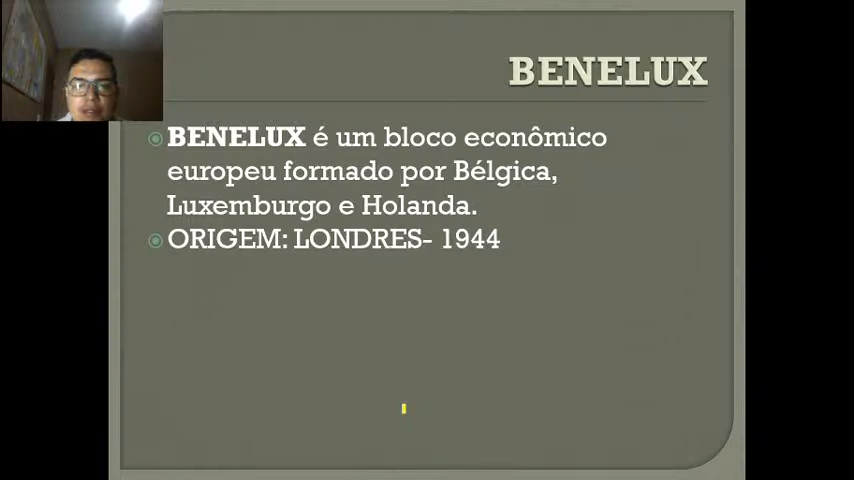 BENELUX
BENELUX é um bloco econômico
europeu formado por Bélgica,
Luxemburgo e Holanda.
ORIGEM: LONDRES- 1944